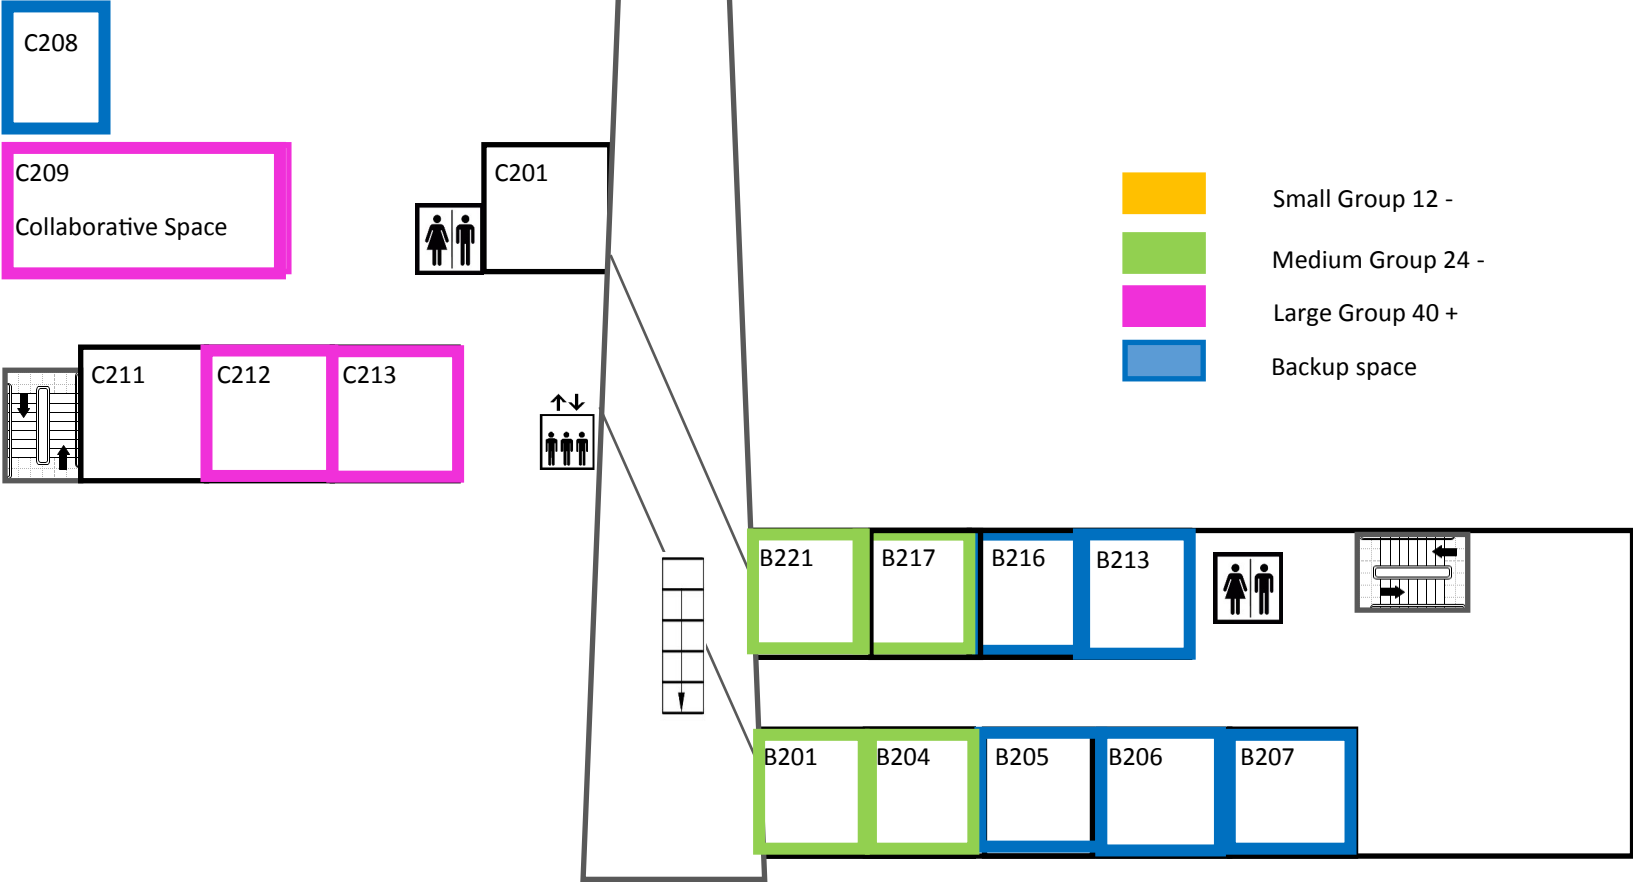 C208
C209
Collaborative Space
C201
Small Group 12 -
Medium Group 24 -
Large Group 40 +
Backup space
C211
C212
C213
B221
B217
B216
B213
B201
B204
B205
B206
B207